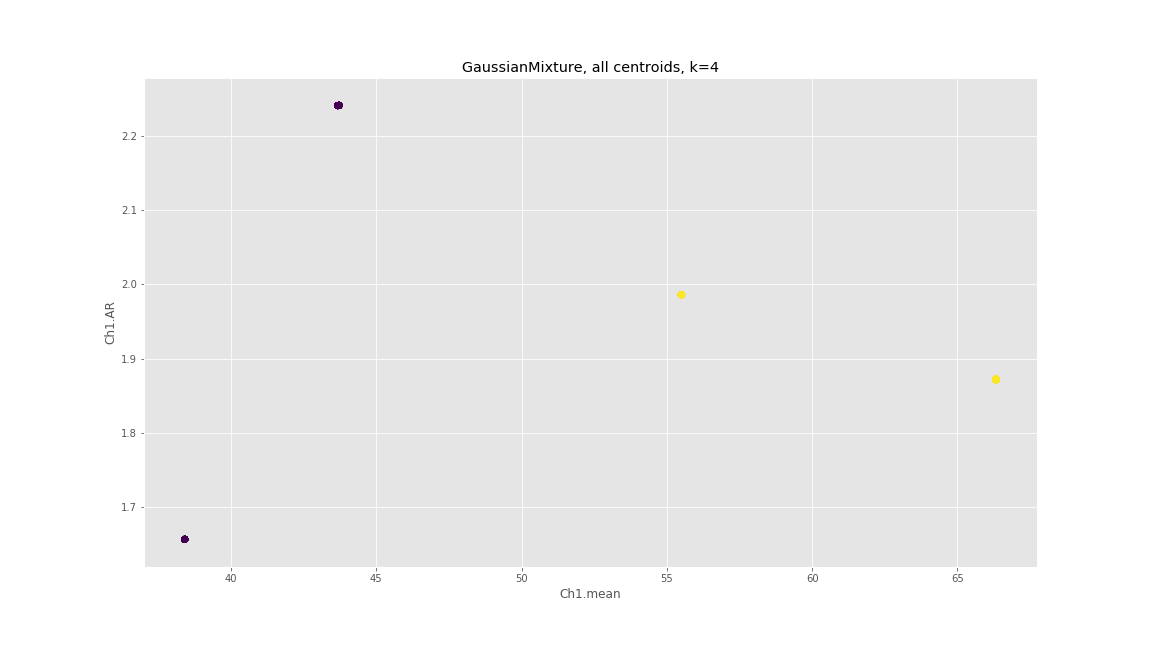 GaussianMixture, all centroids, k=4
2.2
2.1
2.0
1.9
1.8
1.7
Ch1.AR
40 45 50 55 60 65
Ch1.mean